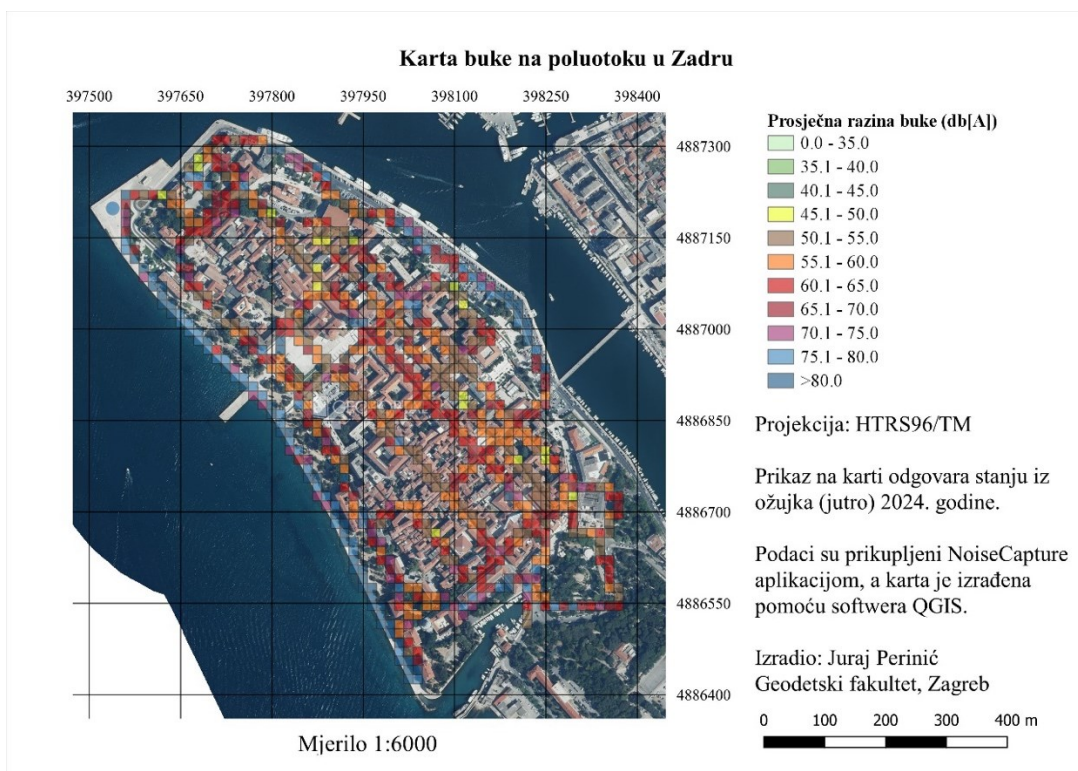 Karta buke na poluotoku u Zadru
397500 397650 397800 397950 398100 398250 398400
4887300
4887150
4887000
4886850
4886700
4886550
4886400
Prosječna razina buke (db[A])
0.0 - 35.0
35.1 - 40.0
40.1 - 45.0
45.1 - 50.0
50.1 - 55.0
55.1 - 60.0
60.1 - 65.0
65.1 - 70.0
70.1 - 75.0
75.1 - 80.0
>80.0
Projekcija: HTRS96/TM
Prikaz na karti odgovara stanju iz
ožujka (jutro) 2024. godine.
Podaci su prikupljeni NoiseCapture
aplikacijom, a karta je izrađena
pomoću softwera QGIS.
Izradio: Juraj Perinić
Geodetski fakultet, Zagreb
0 100 200 300 400 m
Mjerilo 1:6000